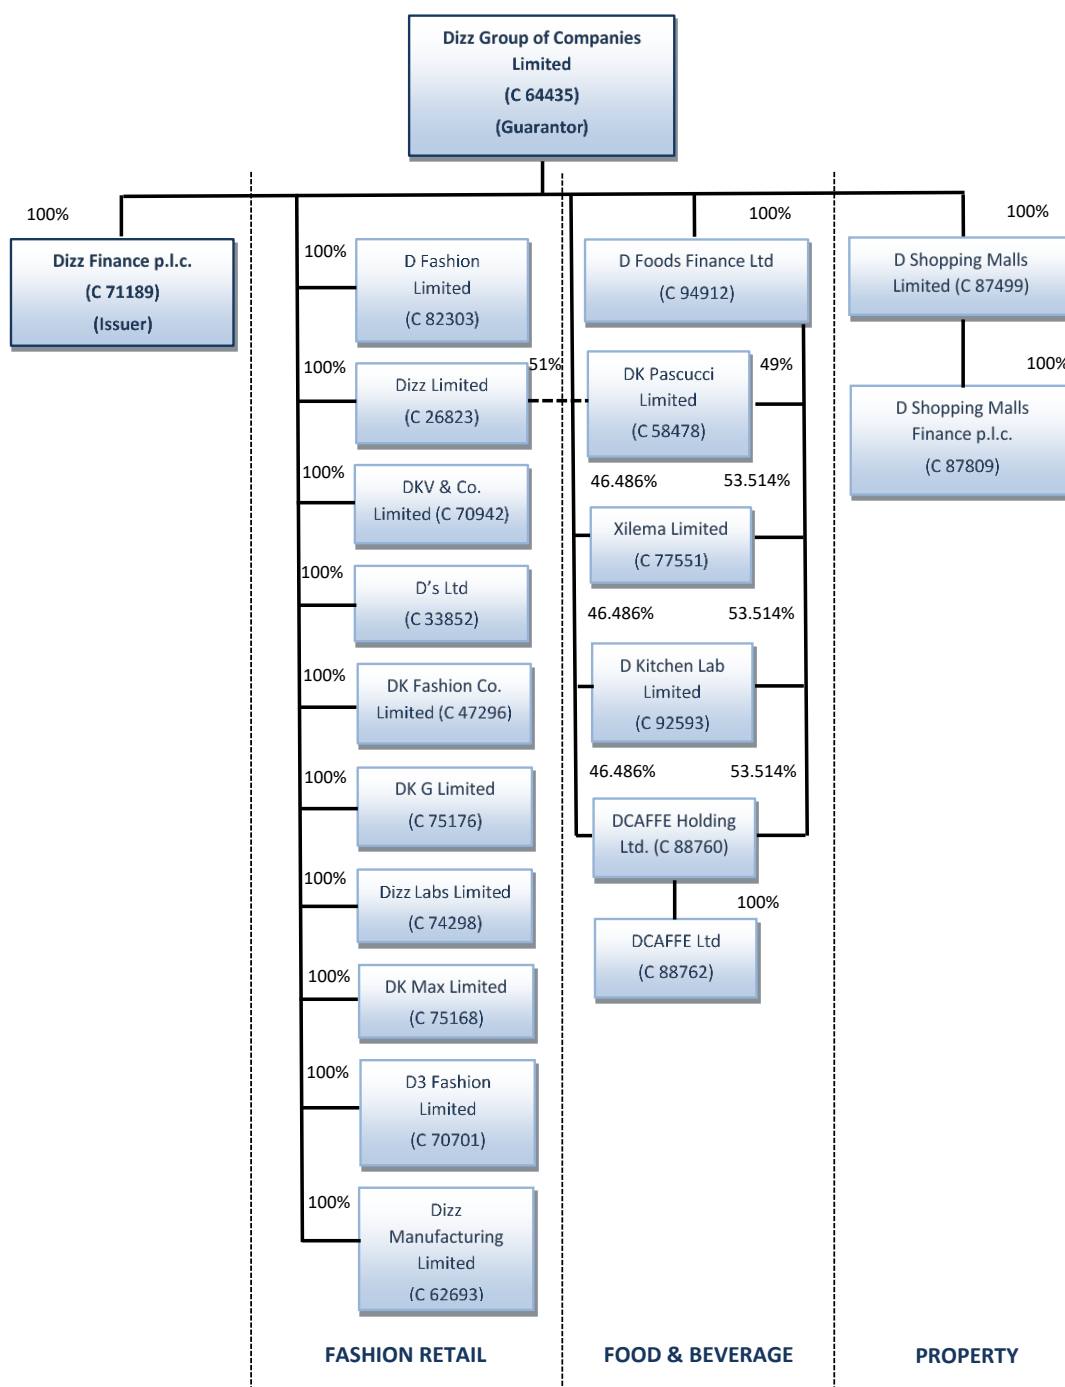 Dizz Group of Companies
Limited
(C 64435)
(Guarantor)
100%
Dizz Finance p.l.c.
(C 71189)
(Issuer)
100%
D Fashion
Limited
(C 82303)
100%
Dizz Limited
(C 26823)
51%
100%
DKV & Co.
Limited (C 70942)
100%
D's Ltd
(C 33852)
100%
DK Fashion Co.
Limited (C 47296)
100%
DK G Limited
(C 75176)
100%
Dizz Labs Limited
(C 74298)
100%
DK Max Limited
(C 75168)
100%
D3 Fashion
Limited
(C 70701)
100%
Dizz
Manufacturing
Limited
(C 62693)
100%
D Foods Finance Ltd
(C 94912)
49%
DK Pascucci
Limited
(C 58478)
46.486% 53.514%
Xilema Limited
(C 77551)
46.486% 53.514%
D Kitchen Lab
Limited
(C 92593)
46.486% 53.514%
DCAFFE Holding
Ltd. (C 88760)
100%
DCAFFE Ltd
(C 88762)
100%
D Shopping Malls
Limited (C 87499)
100%
D Shopping Malls
Finance p.l.c.
(C 87809)
FASHION RETAIL
FOOD & BEVERAGE
PROPERTY